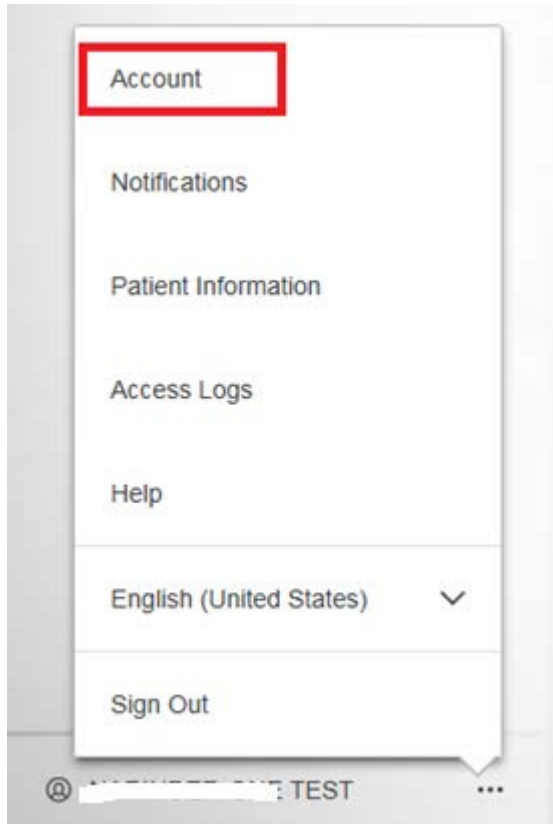 Account
Notifications
Patient Information
Access Logs
Help
English (United States)
Sign Out
TEST